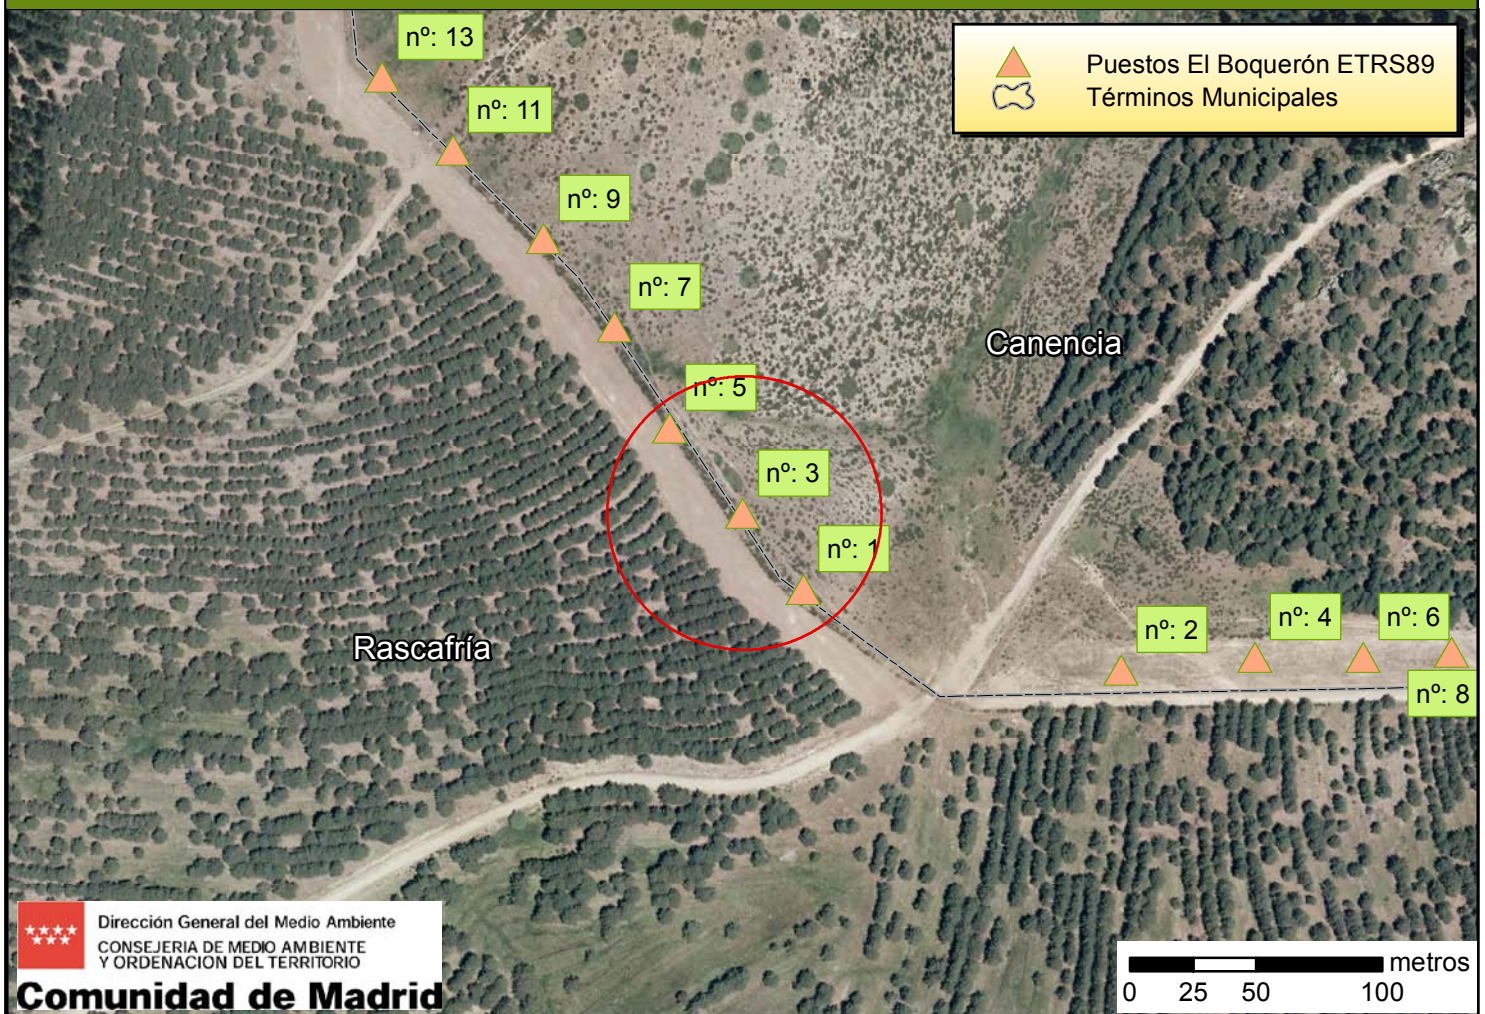 nº: 13
nº: 11
nº: 9
nº: 7
nº: 5
nº: 3
nº: 1
nº: 2
nº: 4
nº: 6
nº: 8
Puestos El Boquerón ETRS89
Términos Municipales
Canencia
Rascafría
Dirección General del Medio Ambiente
CONSEJERIA DE MEDIO AMBIENTE
Y ORDENACION DEL TERRITORIO
Comunidad de Madrid
metros
0 25 50 100